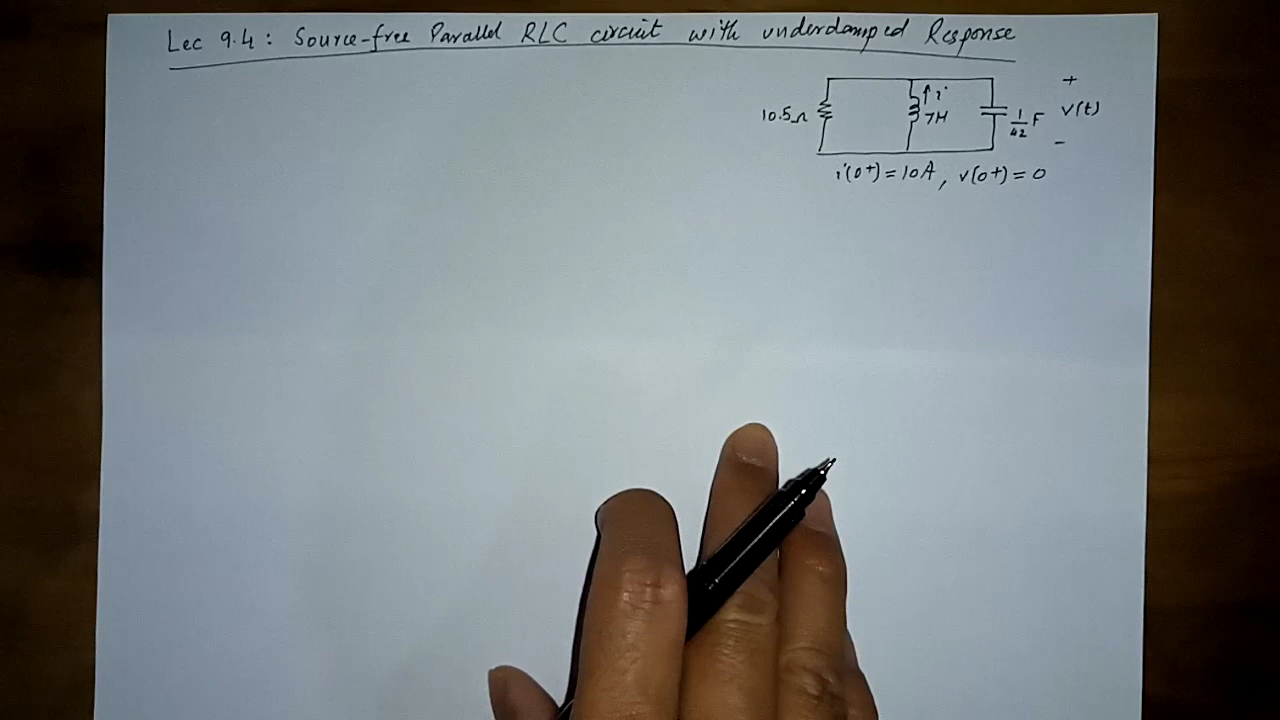 Lec 9.4: Source-free Parallel RLC circuit with underdamped Response
+
↑i
10.5Ω
7H
1/42 F
v(t)
-
i(0+) = 10A, v(0+) = 0